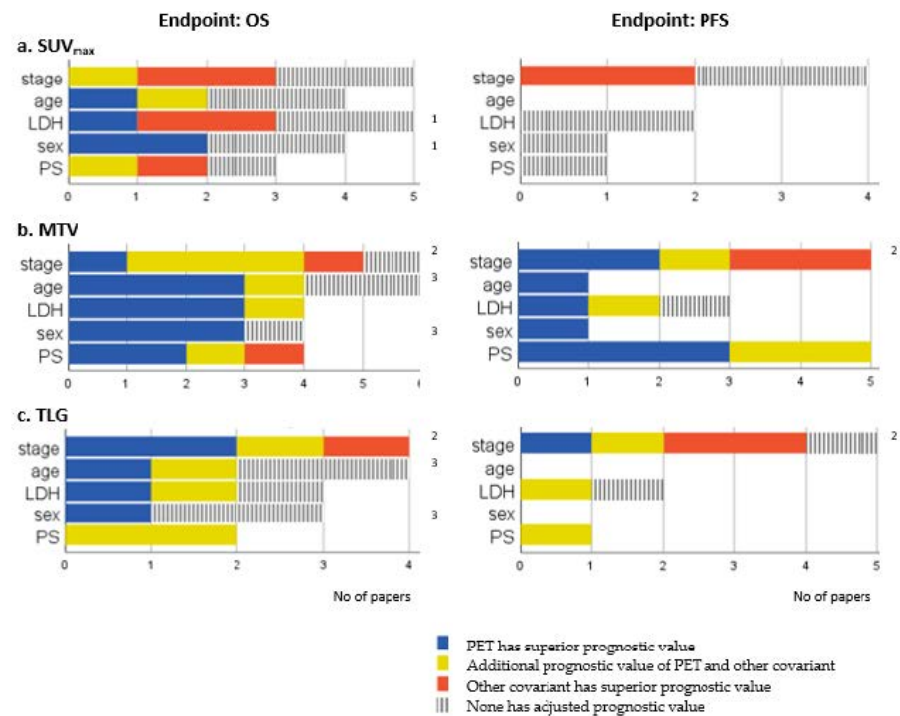 Endpoint: OS
Endpoint: PFS
a. SUVmax
stage
age
LDH 1
sex 1
PS
0 1 2 3 4 5
stage
age
LDH
sex
PS
0 1 2 3 4
b. MTV
stage 2
age 3
LDH
sex 3
PS
0 1 2 3 4 5 6
stage 2
age
LDH
sex
PS
0 1 2 3 4 5
c. TLG
stage 2
age 3
LDH
sex 3
PS
0 1 2 3 4
No of papers
stage 2
age
LDH
sex
PS
0 1 2 3 4 5
No of papers
PET has superior prognostic value
Additional prognostic value of PET and other covariant
Other covariant has superior prognostic value
None has adjusted prognostic value